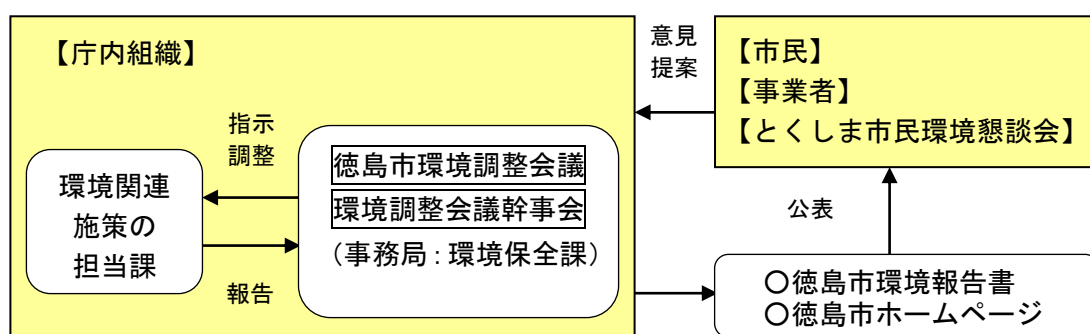 【庁内組織】
指示
調整
環境関連
施策の
担当課
報告
徳島市環境調整会議
環境調整会議幹事会
（事務局：環境保全課）
意見
提案
【市民】
【事業者】
【とくしま市民環境懇談会】
公表
○徳島市環境報告書
○徳島市ホームページ